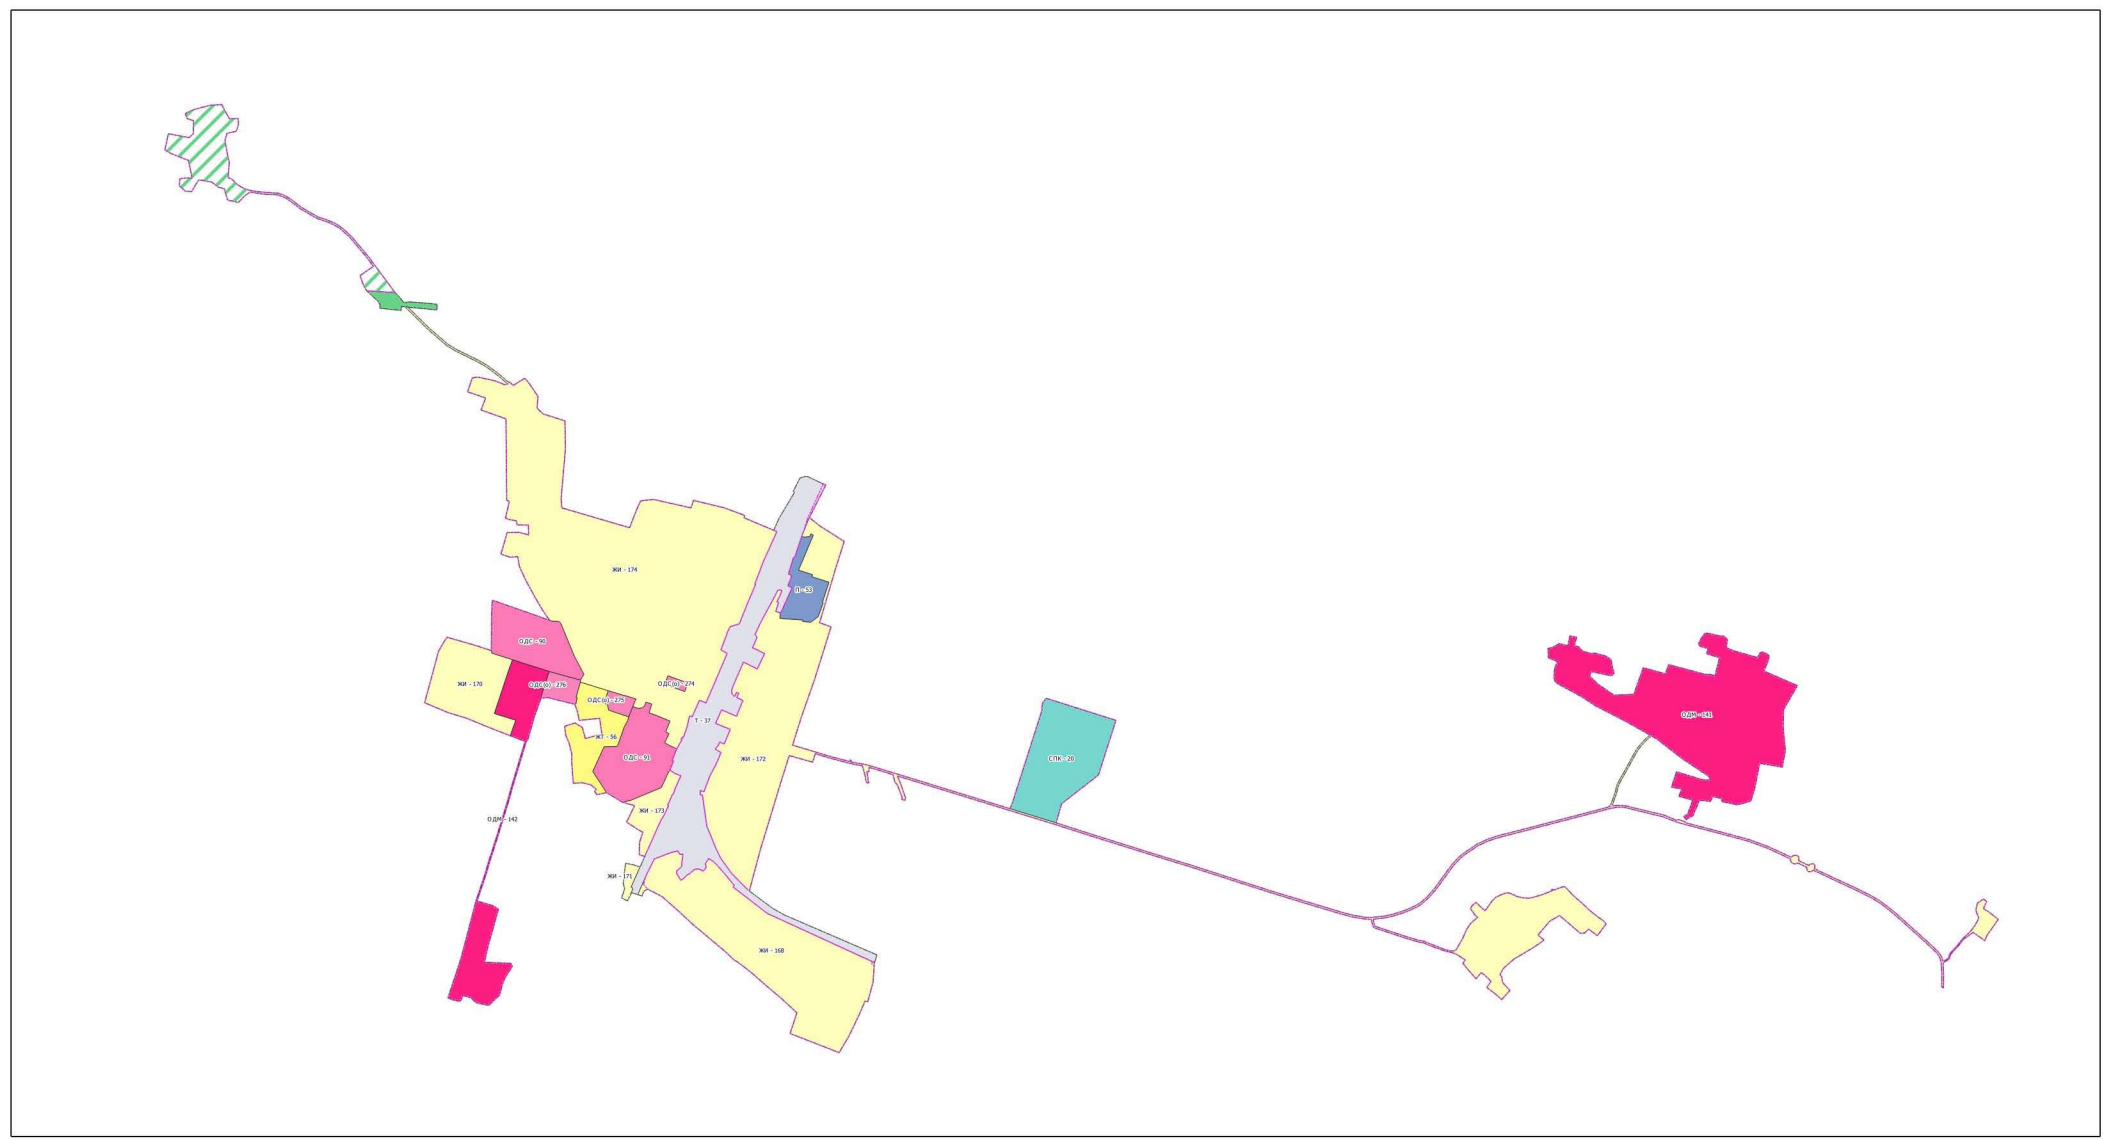 ЖИ - 174
П - 53
ОДС - 90
ЖИ - 170
ОДС(о) - 276
ОДС(о) - 274
ОДС(о) - 275
Т - 37
ОДМ - 141
ЖТ - 56
ОДС - 91
ЖИ - 172
СПК - 20
ЖИ - 173
ОДМ - 142
ЖИ - 171
ЖИ - 168